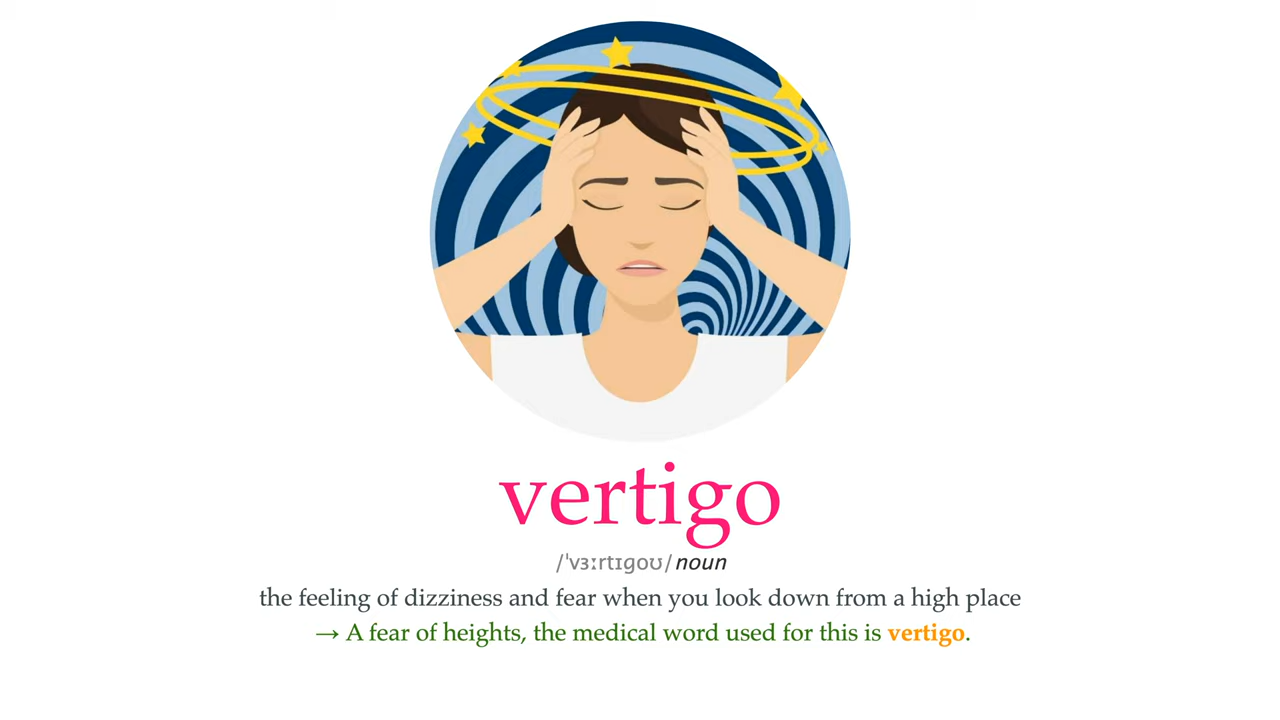 vertigo
/ˈvɜːrtɪɡoʊ/ noun
the feeling of dizziness and fear when you look down from a high place
→ A fear of heights, the medical word used for this is vertigo.